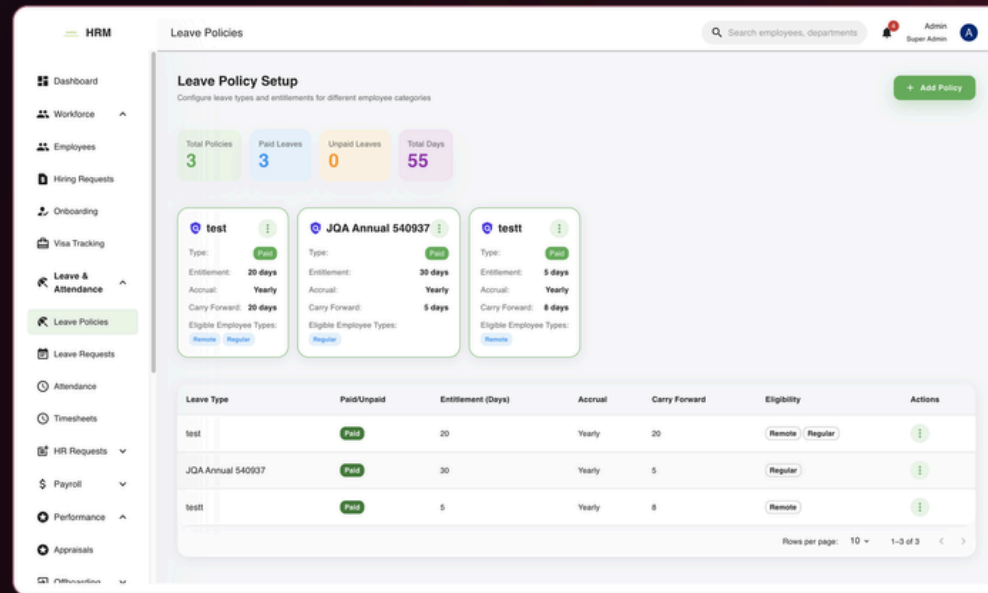 HRM
Leave Policies
Search employees, departments
4
Admin
Super Admin
A
Dashboard
Workforce
Employees
Hiring Requests
Onboarding
Visa Tracking
Leave &
Attendance
Leave Policies
Leave Requests
Attendance
Timesheets
HR Requests
Payroll
Performance
Appraisals
Offboarding
Leave Policy Setup
Configure leave types and entitlements for different employee categories
+ Add Policy
Total Policies
3
Paid Leaves
3
Unpaid Leaves
0
Total Days
55
test
Type: Paid
Entitlement: 20 days
Accrual: Yearly
Carry Forward: 20 days
Eligible Employee Types:
Remote Regular
JQA Annual 540937
Type: Paid
Entitlement: 30 days
Accrual: Yearly
Carry Forward: 5 days
Eligible Employee Types:
Regular
testt
Type: Paid
Entitlement: 5 days
Accrual: Yearly
Carry Forward: 8 days
Eligible Employee Types:
Remote
Leave Type Paid/Unpaid Entitlement (Days) Accrual Carry Forward Eligibility Actions
test Paid 20 Yearly 20 Remote Regular
JQA Annual 540937 Paid 30 Yearly 5 Regular
testt Paid 5 Yearly 8 Remote
Rows per page: 10 1–3 of 3